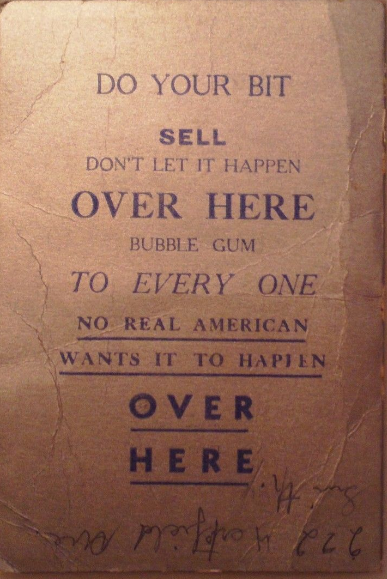 DO YOUR BIT
SELL
DON'T LET IT HAPPEN
OVER HERE
BUBBLE GUM
TO EVERY ONE
NO REAL AMERICAN
WANTS IT TO HAPPEN
OVER
HERE
222